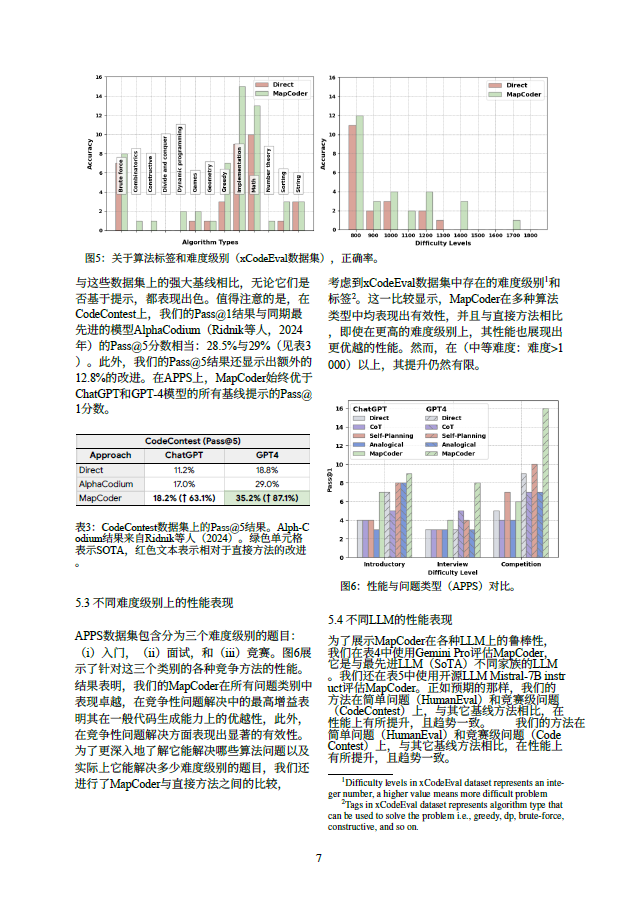 16
14
12
10
8
6
4
2
0
Accuracy
Direct
MapCoder
Brute force
Combinatorics
Constructive
Divide and conquer
Dynamic programming
Games
Geometry
Greedy
Implementation
Math
Number theory
Sorting
String
Algorithm Types
16
14
12
10
8
6
4
2
0
Accuracy
Direct
MapCoder
800 900 1000 1100 1200 1300 1400 1500 1600 1700 1800
Difficulty Levels
图5：关于算法标签和难度级别（xCodeEval数据集），正确率。
与这些数据集上的强大基线相比，无论它们是
否基于提示，都表现出色。值得注意的是，在
CodeContest上，我们的Pass@1结果与同期最
先进的模型AlphaCodium（Ridnik等人，2024
年）的Pass@5分数相当：28.5%与29%（见表3
）。此外，我们的Pass@5结果还显示出额外的
12.8%的改进。在APPS上，MapCoder始终优于
ChatGPT和GPT-4模型的所有基线提示的Pass@
1分数。
CodeContest (Pass@5)
Approach ChatGPT GPT4
Direct 11.2% 18.8%
AlphaCodium 17.0% 29.0%
MapCoder 18.2% (↑ 63.1%) 35.2% (↑ 87.1%)
表3：CodeContest数据集上的Pass@5结果。Alph-C
odium结果来自Ridnik等人（2024）。绿色单元格
表示SOTA，红色文本表示相对于直接方法的改进
。
5.3 不同难度级别上的性能表现
APPS数据集包含分为三个难度级别的题目：
（i）入门，（ii）面试，和（iii）竞赛。图6展
示了针对这三个类别的各种竞争方法的性能。
结果表明，我们的MapCoder在所有问题类别中
表现卓越，在竞争性问题解决中的最高增益表
明其在一般代码生成能力上的优越性，此外，
在竞争性问题解决方面表现出显著的有效性。
为了更深入地了解它能解决哪些算法问题以及
实际上它能解决多少难度级别的题目，我们还
进行了MapCoder与直接方法之间的比较，
考虑到xCodeEval数据集中存在的难度级别1和
标签2。这一比较显示，MapCoder在多种算法
类型中均表现出有效性，并且与直接方法相比
，即使在更高的难度级别上，其性能也展现出
更优越的性能。然而，在（中等难度：难度>1
000）以上，其提升仍然有限。
16
14
12
10
8
6
4
2
0
Pass@1
ChatGPT GPT4
Direct Direct
CoT CoT
Self-Planning Self-Planning
Analogical Analogical
MapCoder MapCoder
Introductory Interview Competition
Difficulty Level
图6：性能与问题类型（APPS）对比。
5.4 不同LLM的性能表现
为了展示MapCoder在各种LLM上的鲁棒性，
我们在表4中使用Gemini Pro评估MapCoder，
它是与最先进LLM（SoTA）不同家族的LLM
。我们还在表5中使用开源LLM Mistral-7B instr
uct评估MapCoder。正如预期的那样，我们的
方法在简单问题（HumanEval）和竞赛级问题
（CodeContest）上，与其它基线方法相比，在
性能上有所提升，且趋势一致。 我们的方法在
简单问题（HumanEval）和竞赛级问题（Code
Contest）上，与其它基线方法相比，在性能上
有所提升，且趋势一致。
1Difficulty levels in xCodeEval dataset represents an inte-
ger number, a higher value means more difficult problem
2Tags in xCodeEval dataset represents algorithm type that
can be used to solve the problem i.e., greedy, dp, brute-force,
constructive, and so on.
7